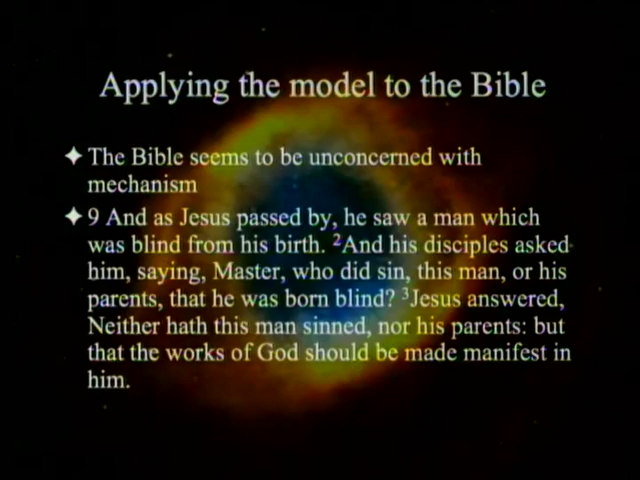 Applying the model to the Bible
The Bible seems to be unconcerned with
mechanism
9 And as Jesus passed by, he saw a man which
was blind from his birth. ²And his disciples asked
him, saying, Master, who did sin, this man, or his
parents, that he was born blind? ³Jesus answered,
Neither hath this man sinned, nor his parents: but
that the works of God should be made manifest in
him.